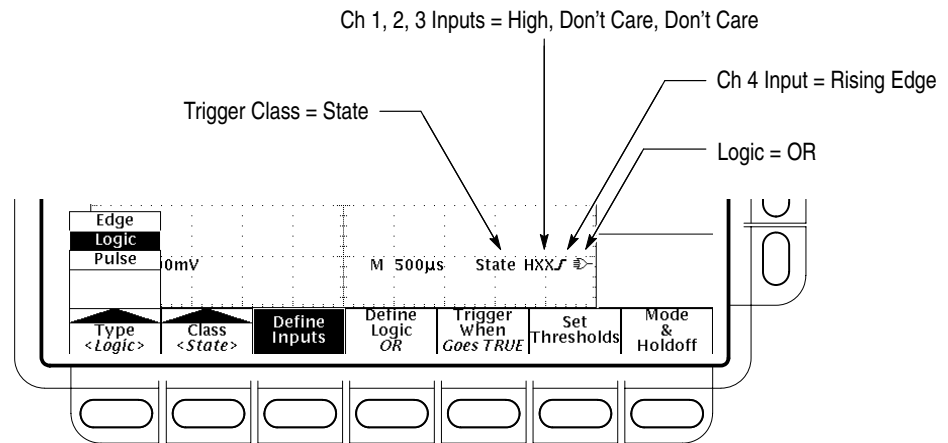 Ch 1, 2, 3 Inputs = High, Don't Care, Don't Care
Ch 4 Input = Rising Edge
Trigger Class = State
Logic = OR
Edge
Logic
Pulse
0mV
M 500µs
State HXX
Type
<Logic>
Class
<State>
Define
Inputs
Define
Logic
OR
Trigger
When
Goes TRUE
Set
Thresholds
Mode
&
Holdoff